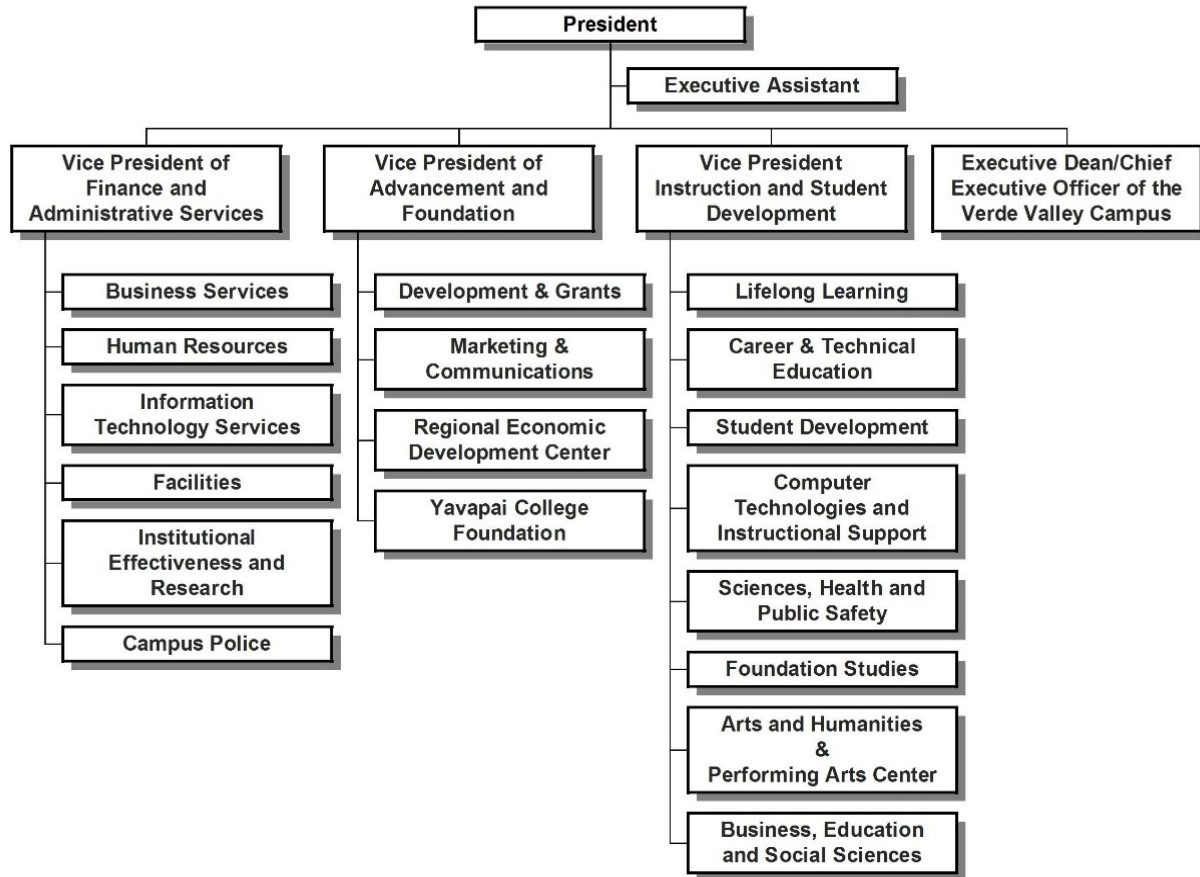 President
Executive Assistant
Vice President of
Finance and
Administrative Services
Vice President of
Advancement and
Foundation
Vice President
Instruction and Student
Development
Executive Dean/Chief
Executive Officer of the
Verde Valley Campus
Business Services
Human Resources
Information
Technology Services
Facilities
Institutional
Effectiveness and
Research
Campus Police
Development & Grants
Marketing &
Communications
Regional Economic
Development Center
Yavapai College
Foundation
Lifelong Learning
Career & Technical
Education
Student Development
Computer
Technologies and
Instructional Support
Sciences, Health and
Public Safety
Foundation Studies
Arts and Humanities
&
Performing Arts Center
Business, Education
and Social Sciences